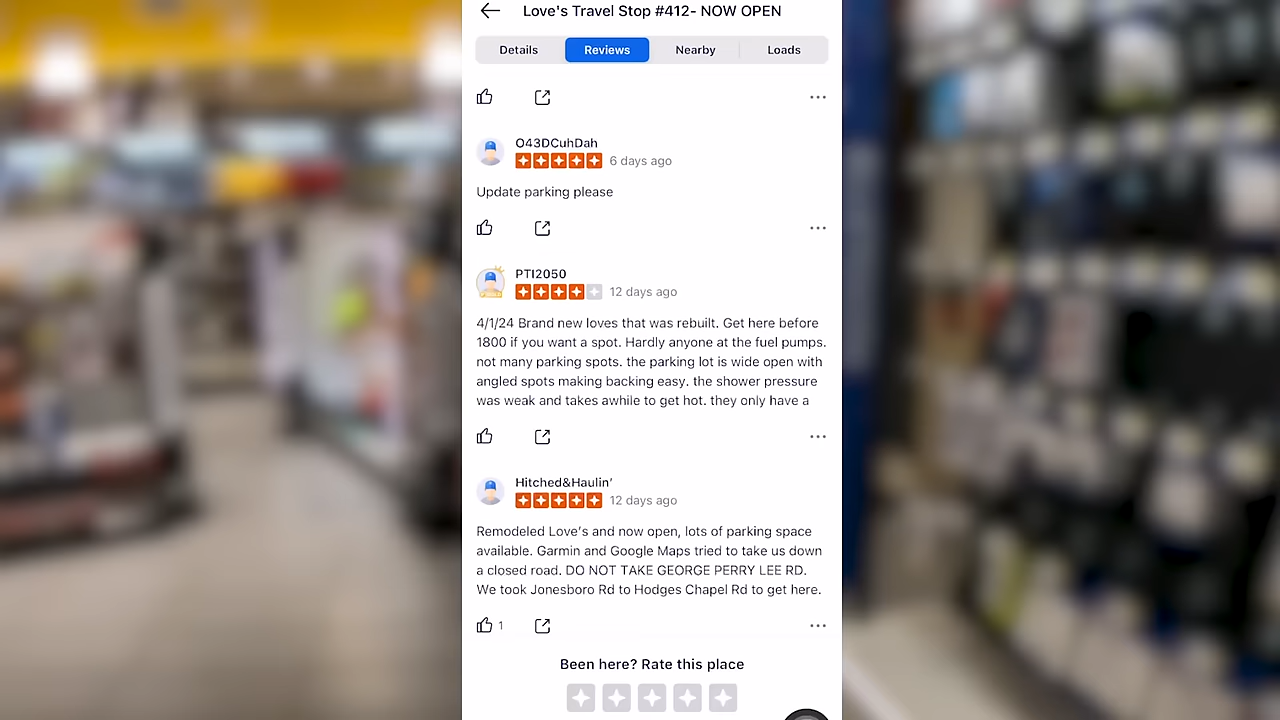 Love's Travel Stop #412- NOW OPEN
Details Reviews Nearby Loads
O43DCuhDah
6 days ago
Update parking please
PTI2050
12 days ago
4/1/24 Brand new loves that was rebuilt. Get here before
1800 if you want a spot. Hardly anyone at the fuel pumps.
not many parking spots. the parking lot is wide open with
angled spots making backing easy. the shower pressure
was weak and takes awhile to get hot. they only have a
Hitched&Haulin'
12 days ago
Remodeled Love's and now open, lots of parking space
available. Garmin and Google Maps tried to take us down
a closed road. DO NOT TAKE GEORGE PERRY LEE RD.
We took Jonesboro Rd to Hodges Chapel Rd to get here.
1
Been here? Rate this place